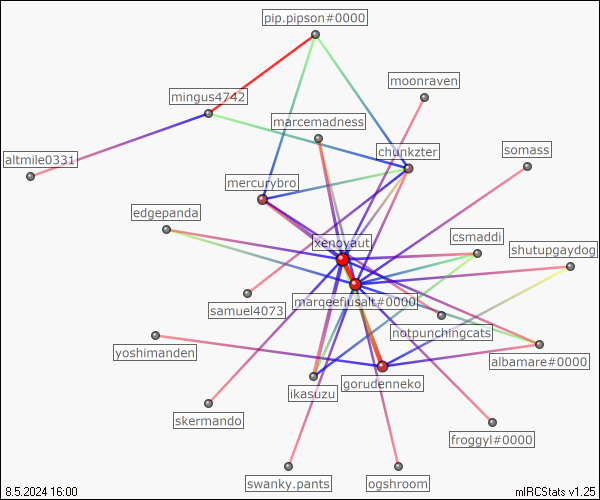 pip.pipson#0000
moonraven
mingus4742
marcemadness
chunkzter
somass
altmile0331
mercurybro
edgepanda
xenoyaut
csmaddi
shutupgaydog
marqeefiusalt#0000
samuel4073
notpunchingcats
yoshimanden
albamare#0000
gorudenneko
ikasuzu
skermando
froggyl#0000
swanky.pants
ogshroom
8.5.2024 16:00
mIRCStats v1.25